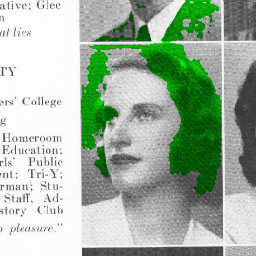 ative; Glee
n
at lies
TY
ers' College
g
Homeroom
Education;
rls' Public
ent; Tri-Y;
rman; Stu-
Staff, Ad-
story Club
pleasure."